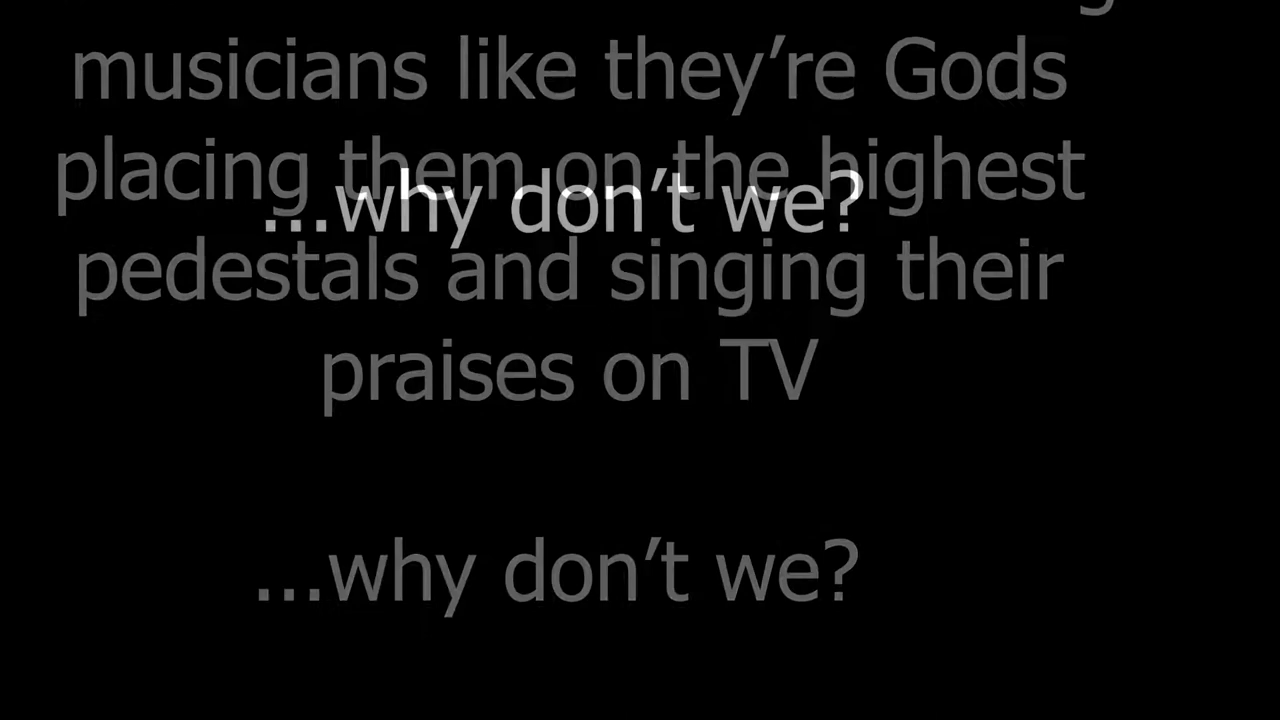 musicians like they're Gods
placing them on the highest
...why don't we?
pedestals and singing their
praises on TV
...why don't we?